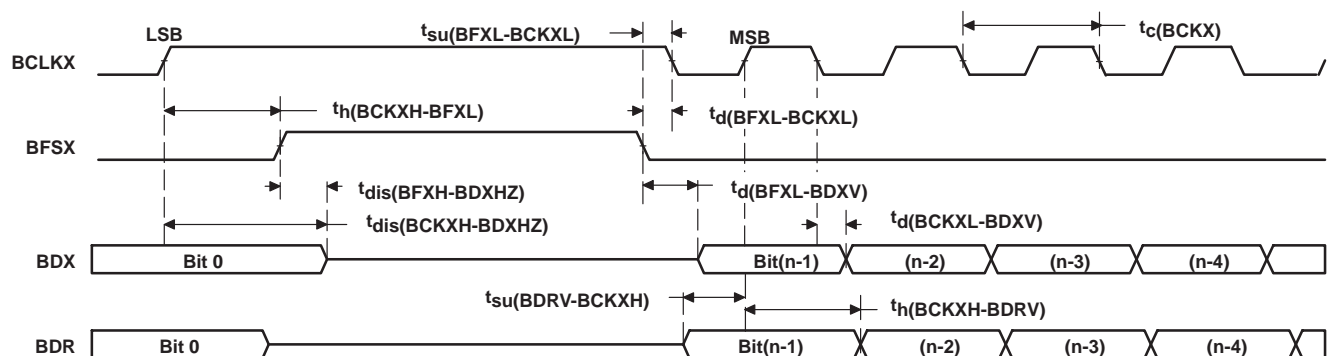 LSB tsu(BFXL-BCKXL) MSB tc(BCKX)
BCLKX
th(BCKXH-BFXL) td(BFXL-BCKXL)
BFSX
tdis(BFXH-BDXHZ) td(BFXL-BDXV)
tdis(BCKXH-BDXHZ) td(BCKXL-BDXV)
BDX Bit 0 Bit(n-1) (n-2) (n-3) (n-4)
tsu(BDRV-BCKXH) th(BCKXH-BDRV)
BDR Bit 0 Bit(n-1) (n-2) (n-3) (n-4)